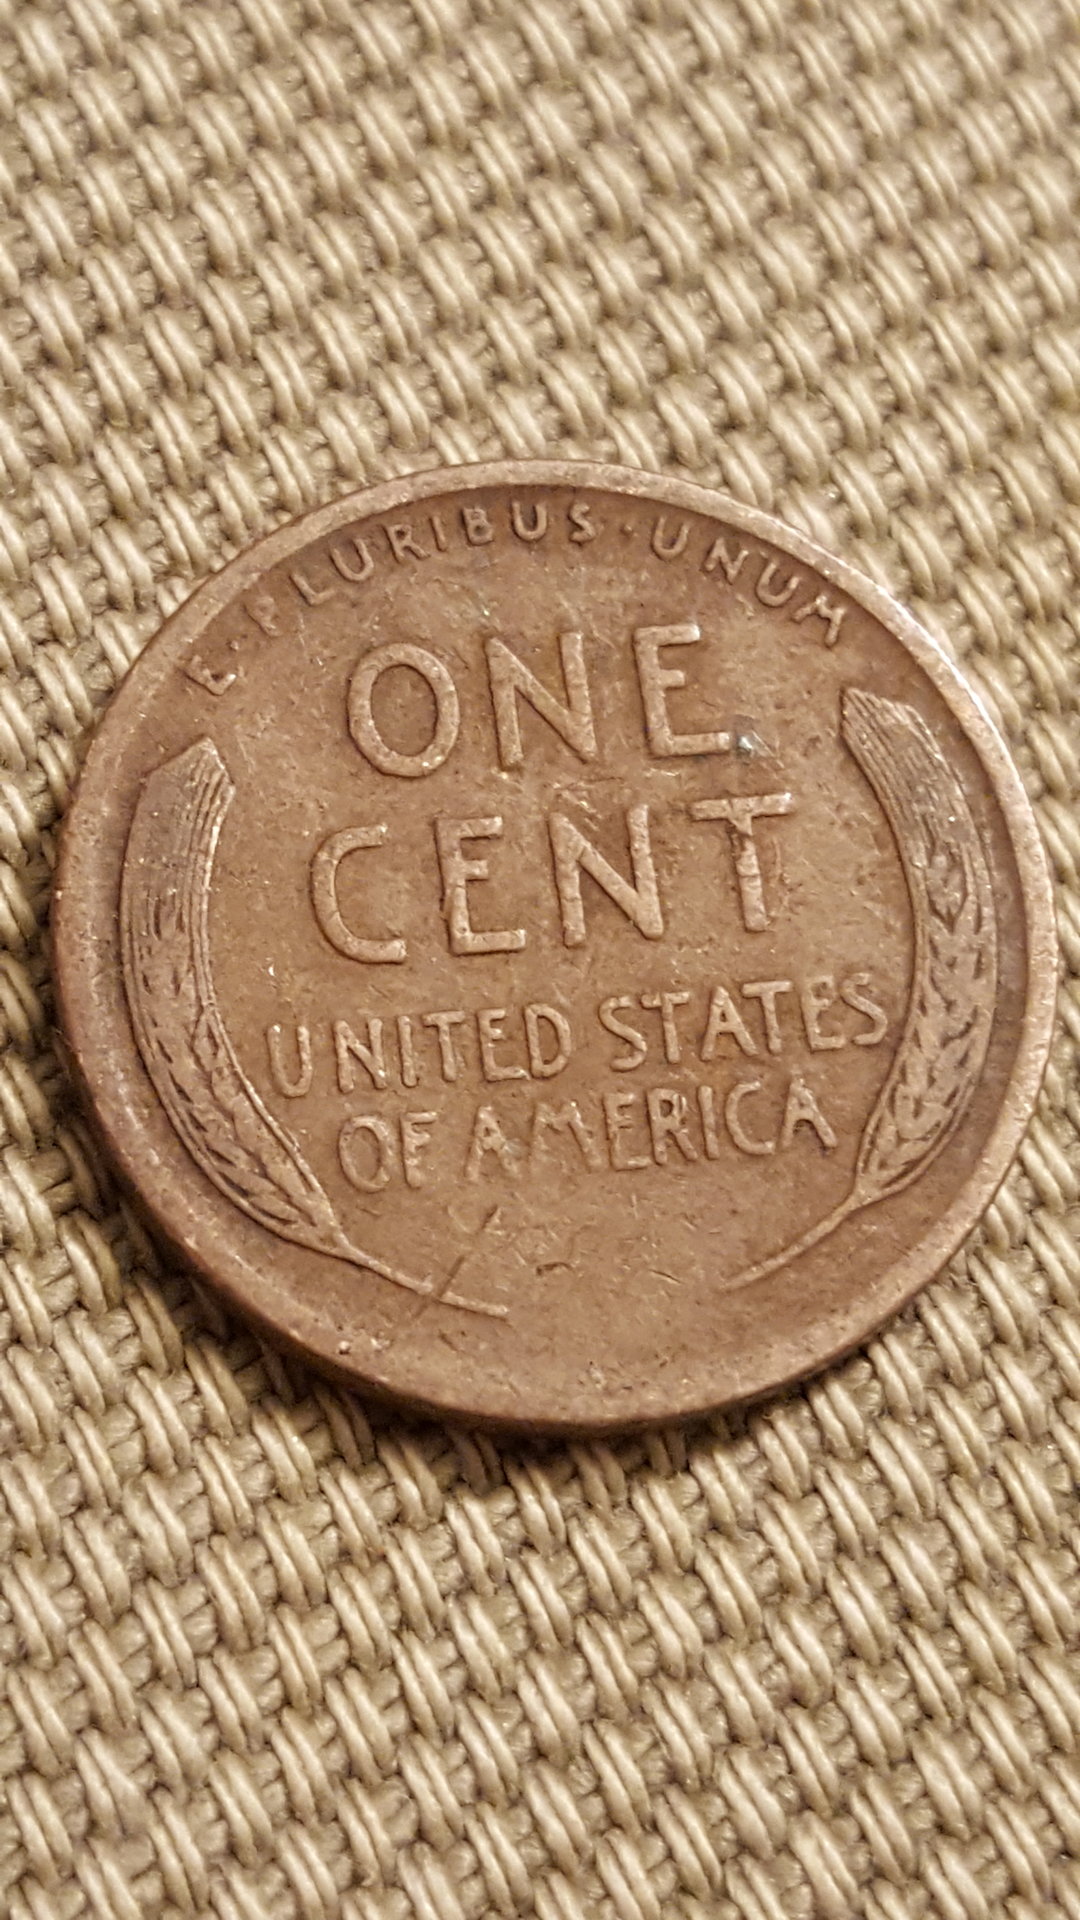 E·PLURIBUS·UNUM
ONE
CENT
UNITED STATES
OF AMERICA